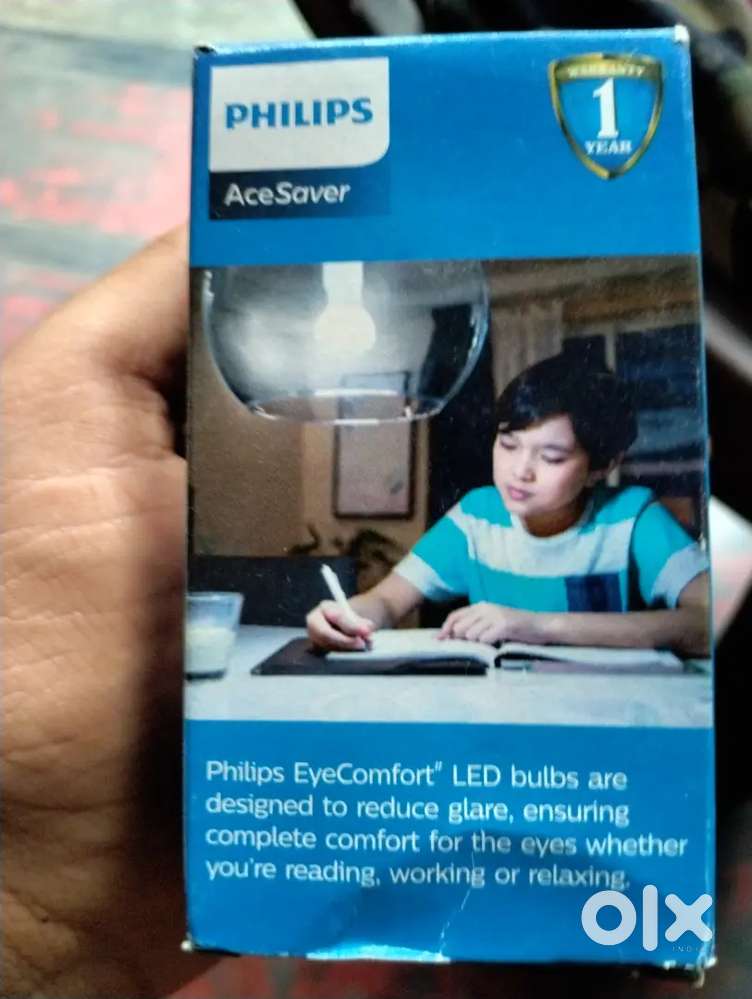 PHILIPS
AceSaver
WARRANTY
1
YEAR
Philips EyeComfort" LED bulbs are
designed to reduce glare, ensuring
complete comfort for the eyes whether
you're reading, working or relaxing.
olx
INDIA